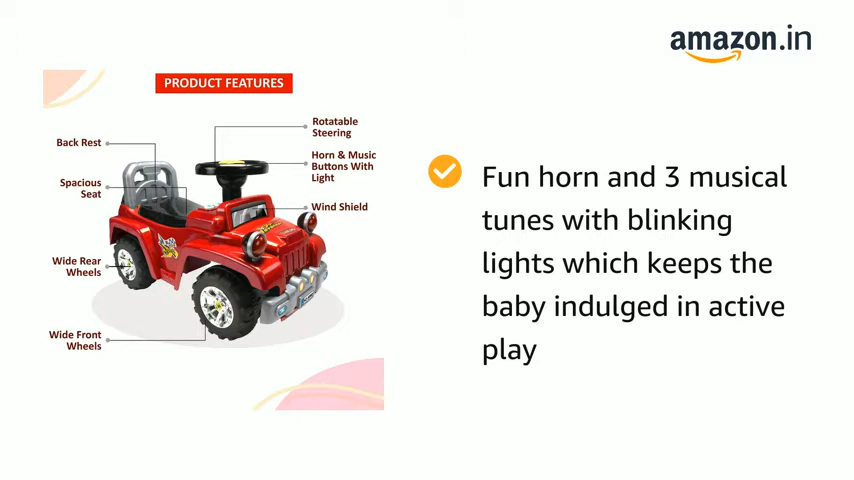 amazon.in
PRODUCT FEATURES
Rotatable
Steering
Back Rest
Horn & Music
Buttons With
Light
Spacious
Seat
Wind Shield
Wide Rear
Wheels
Wide Front
Wheels
Fun horn and 3 musical
tunes with blinking
lights which keeps the
baby indulged in active
play